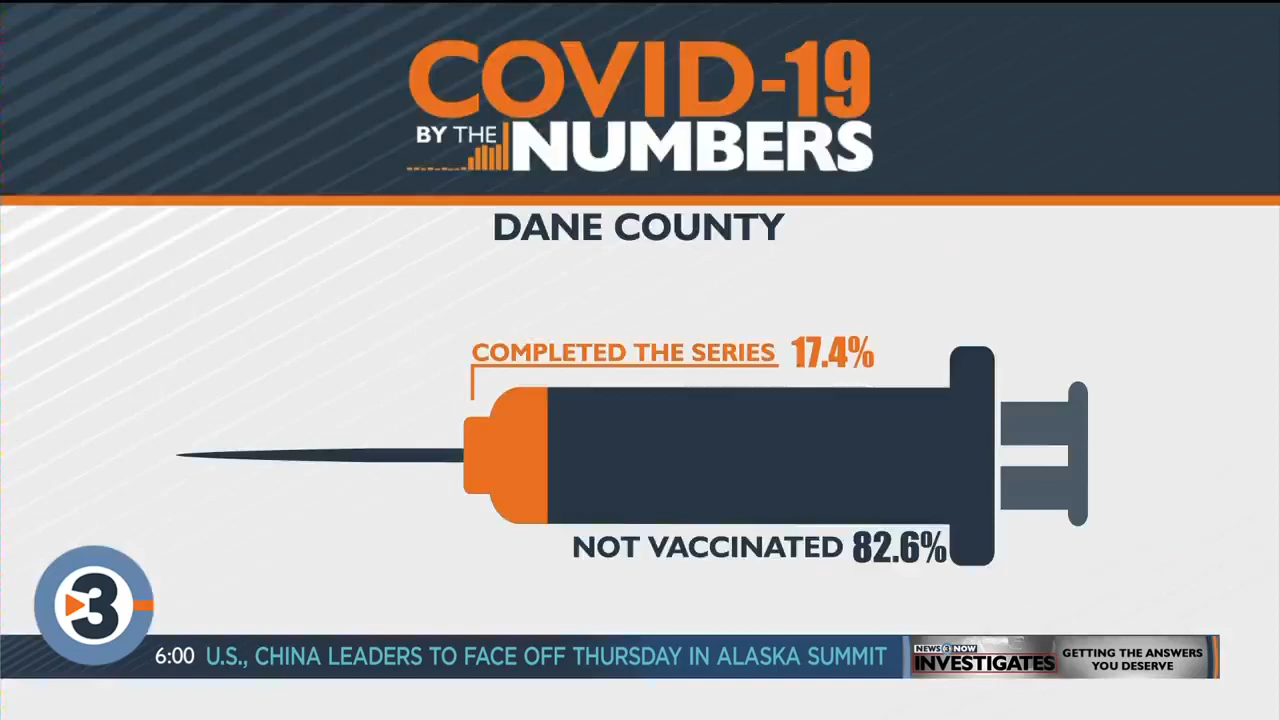 COVID-19
BY THE NUMBERS
DANE COUNTY
COMPLETED THE SERIES 17.4%
NOT VACCINATED 82.6%
3
6:00 U.S., CHINA LEADERS TO FACE OFF THURSDAY IN ALASKA SUMMIT
NEWS 3 NOW
INVESTIGATES
GETTING THE ANSWERS
YOU DESERVE